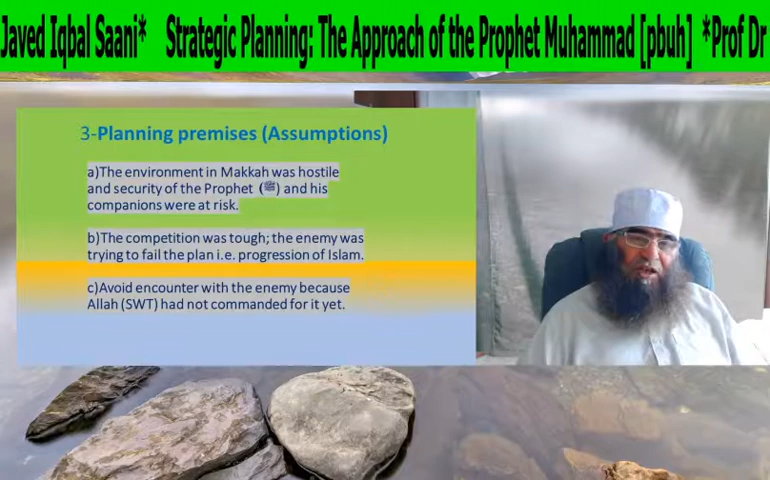 Javed Iqbal Saani* Strategic Planning: The Approach of the Prophet Muhammad [pbuh] *Prof Dr
3-Planning premises (Assumptions)
a)The environment in Makkah was hostile
and security of the Prophet (ﷺ) and his
companions were at risk.
b)The competition was tough; the enemy was
trying to fail the plan i.e. progression of Islam.
c)Avoid encounter with the enemy because
Allah (SWT) had not commanded for it yet.